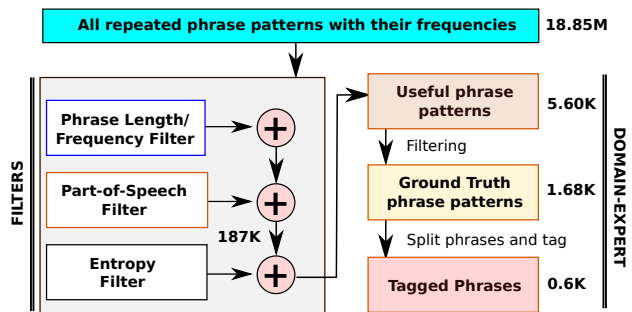 All repeated phrase patterns with their frequencies
18.85M
FILTERS
Phrase Length/
Frequency Filter
+
Part-of-Speech
Filter
+
187K
Entropy
Filter
+
Useful phrase
patterns
5.60K
Filtering
Ground Truth
phrase patterns
1.68K
Split phrases and tag
Tagged Phrases
0.6K
DOMAIN-EXPERT